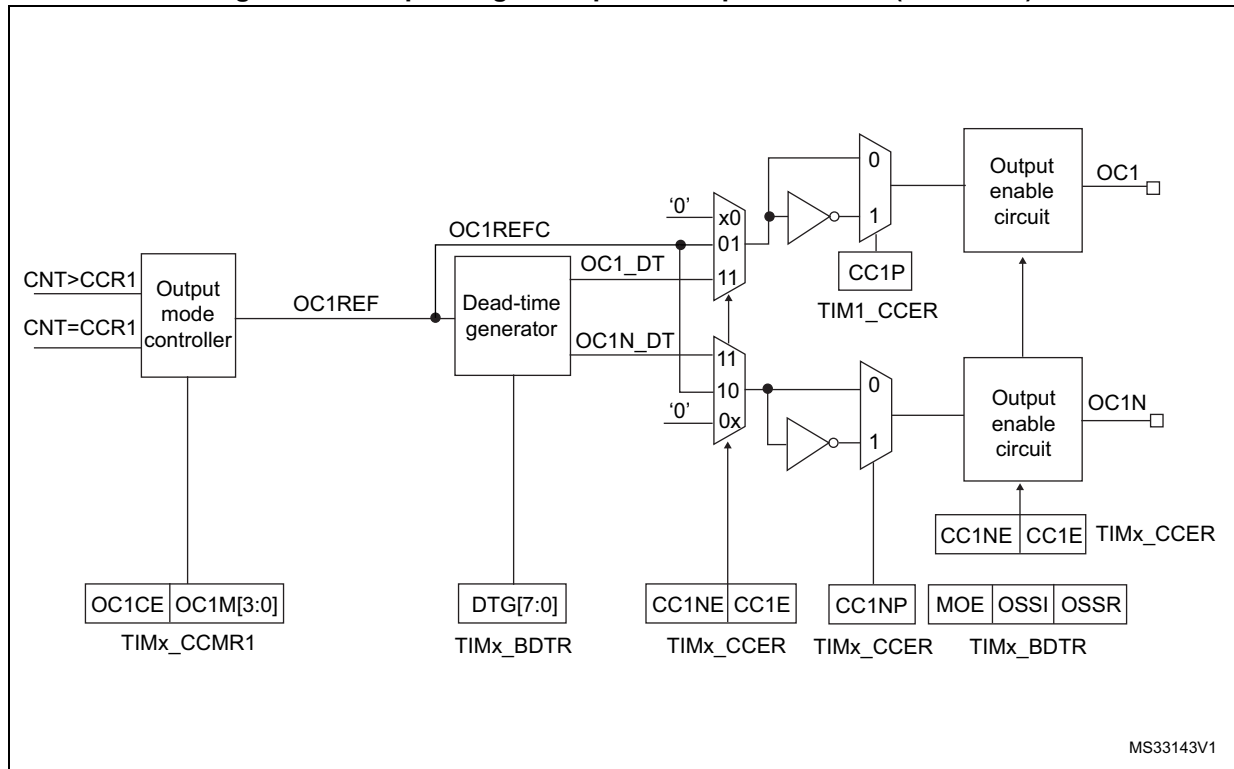 ‘0’
x0
01
11
OC1REFC
OC1_DT
CNT>CCR1
CNT=CCR1
Output
mode
controller
OC1REF
Dead-time
generator
OC1N_DT
11
10
0x
‘0’
0
1
CC1P
TIM1_CCER
Output
enable
circuit
OC1
0
1
Output
enable
circuit
OC1N
CC1NE CC1E TIMx_CCER
OC1CE OC1M[3:0]
TIMx_CCMR1
DTG[7:0]
TIMx_BDTR
CC1NE CC1E
TIMx_CCER
CC1NP
TIMx_CCER
MOE OSSI OSSR
TIMx_BDTR
MS33143V1